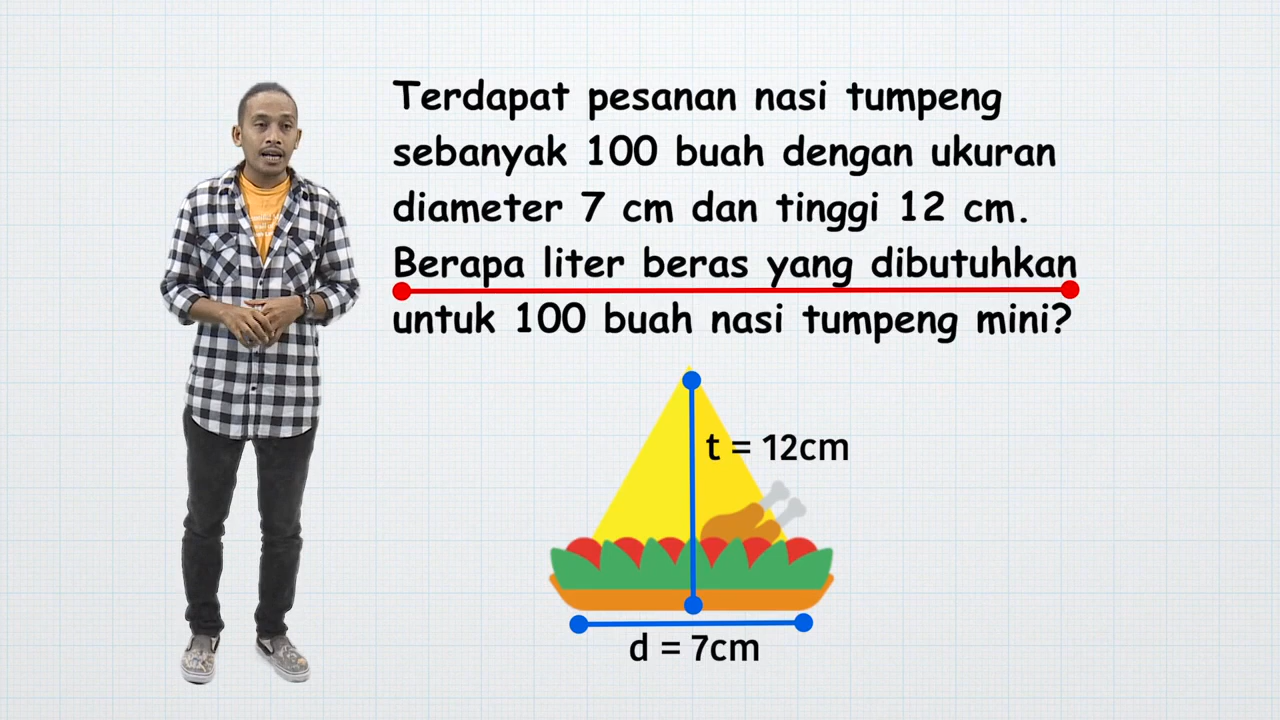 Terdapat pesanan nasi tumpeng
sebanyak 100 buah dengan ukuran
diameter 7 cm dan tinggi 12 cm.
Berapa liter beras yang dibutuhkan
untuk 100 buah nasi tumpeng mini?
t = 12cm
d = 7cm